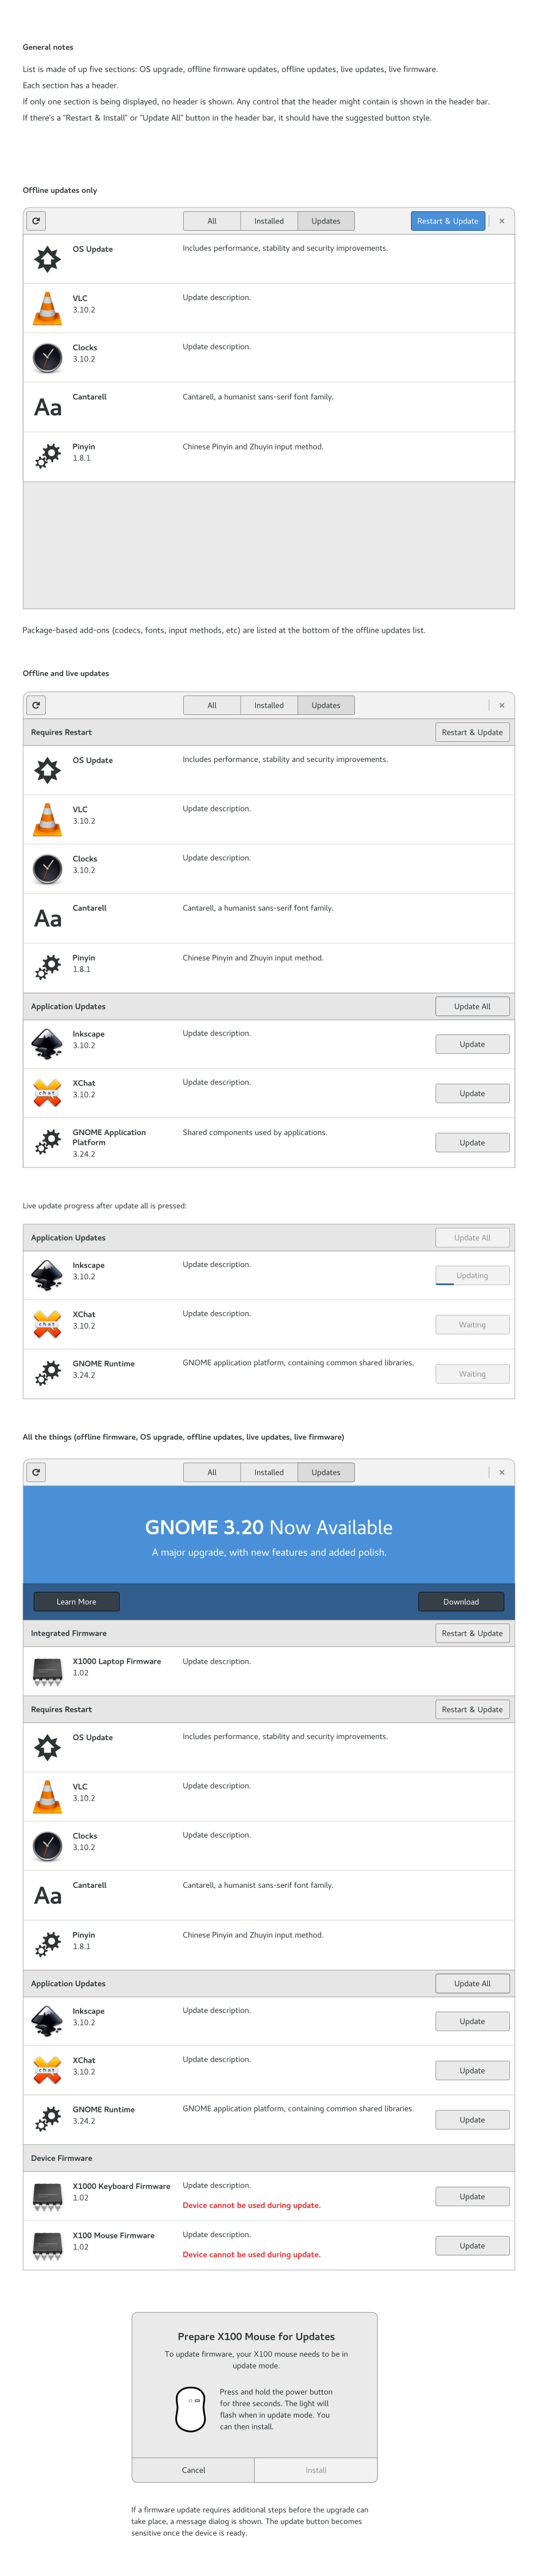 General notes
List is made of up five sections: OS upgrade, offline firmware updates, offline updates, live updates, live firmware.
Each section has a header.
If only one section is being displayed, no header is shown. Any control that the header might contain is shown in the header bar.
If there's a "Restart & Install" or "Update All" button in the header bar, it should have the suggested button style.
Offline updates only
All Installed Updates Restart & Update
OS Update Includes performance, stability and security improvements.
VLC Update description.
3.10.2
Clocks Update description.
3.10.2
Aa Cantarell Cantarell, a humanist sans-serif font family.
Pinyin Chinese Pinyin and Zhuyin input method.
1.8.1
Package-based add-ons (codecs, fonts, input methods, etc) are listed at the bottom of the offline updates list.
Offline and live updates
All Installed Updates
Requires Restart Restart & Update
OS Update Includes performance, stability and security improvements.
VLC Update description.
3.10.2
Clocks Update description.
3.10.2
Aa Cantarell Cantarell, a humanist sans-serif font family.
Pinyin Chinese Pinyin and Zhuyin input method.
1.8.1
Application Updates Update All
Inkscape Update description.
3.10.2 Update
XChat Update description.
chat 3.10.2 Update
GNOME Application Shared components used by applications.
Platform Update
3.24.2
Live update progress after update all is pressed:
Application Updates Update All
Inkscape Update description.
3.10.2 Updating
XChat Update description.
chat 3.10.2 Waiting
GNOME Runtime GNOME application platform, containing common shared libraries.
3.24.2 Waiting
All the things (offline firmware, OS upgrade, offline updates, live updates, live firmware)
All Installed Updates
GNOME 3.20 Now Available
A major upgrade, with new features and added polish.
Learn More Download
Integrated Firmware Restart & Update
X1000 Laptop Firmware Update description.
1.02
Requires Restart Restart & Update
OS Update Includes performance, stability and security improvements.
VLC Update description.
3.10.2
Clocks Update description.
3.10.2
Aa Cantarell Cantarell, a humanist sans-serif font family.
Pinyin Chinese Pinyin and Zhuyin input method.
1.8.1
Application Updates Update All
Inkscape Update description.
3.10.2 Update
XChat Update description.
chat 3.10.2 Update
GNOME Runtime GNOME application platform, containing common shared libraries.
3.24.2 Update
Device Firmware
X1000 Keyboard Firmware Update description.
1.02 Update
Device cannot be used during update.
X100 Mouse Firmware Update description.
1.02 Update
Device cannot be used during update.
Prepare X100 Mouse for Updates
To update firmware, your X100 mouse needs to be in
update mode.
Press and hold the power button
for three seconds. The light will
flash when in update mode. You
can then install.
Cancel Install
If a firmware update requires additional steps before the upgrade can
take place, a message dialog is shown. The update button becomes
sensitive once the device is ready.